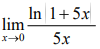 lim x→0 ln|1+5x| / 5x